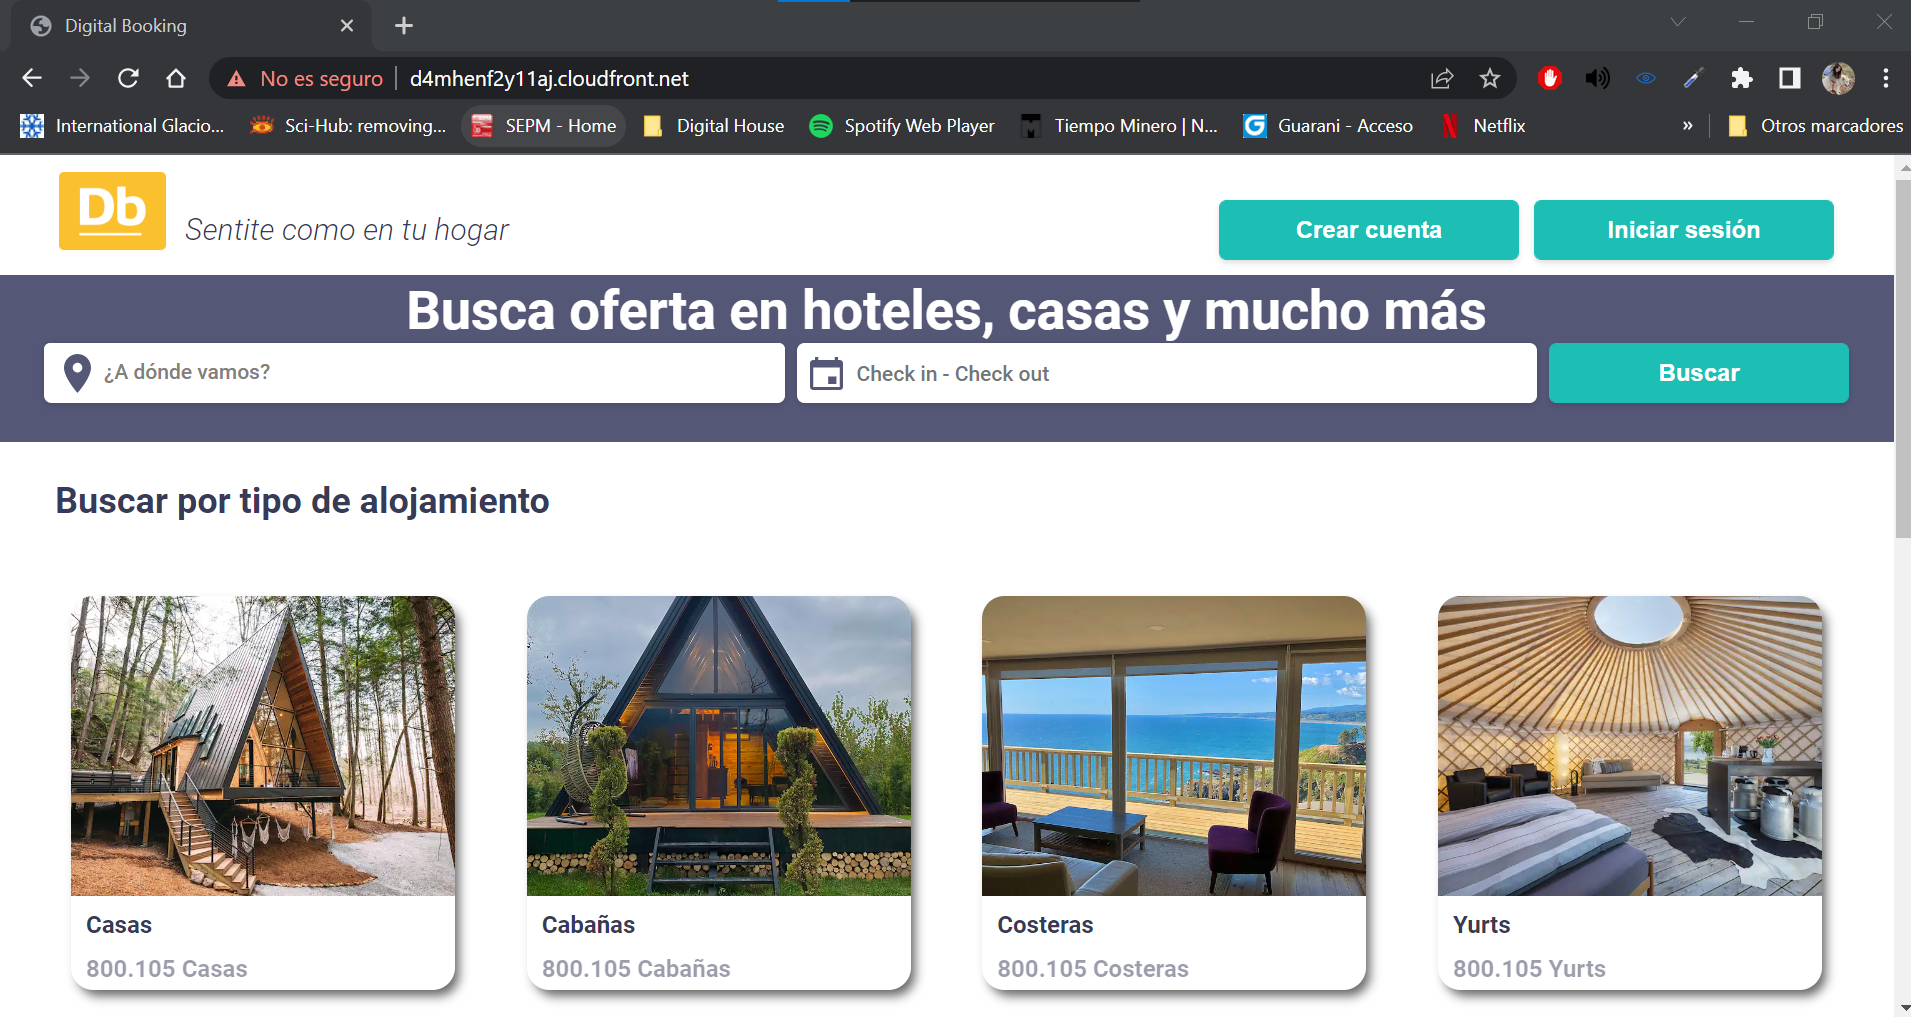 Digital Booking
No es seguro d4mhenf2y11aj.cloudfront.net
International Glacio... Sci-Hub: removing... SEPM - Home Digital House Spotify Web Player Tiempo Minero | N... Guarani - Acceso Netflix » Otros marcadores
Db Sentite como en tu hogar Crear cuenta Iniciar sesión
Busca oferta en hoteles, casas y mucho más
¿A dónde vamos? Check in - Check out Buscar
Buscar por tipo de alojamiento
Casas Cabañas Costeras Yurts
800.105 Casas 800.105 Cabañas 800.105 Costeras 800.105 Yurts